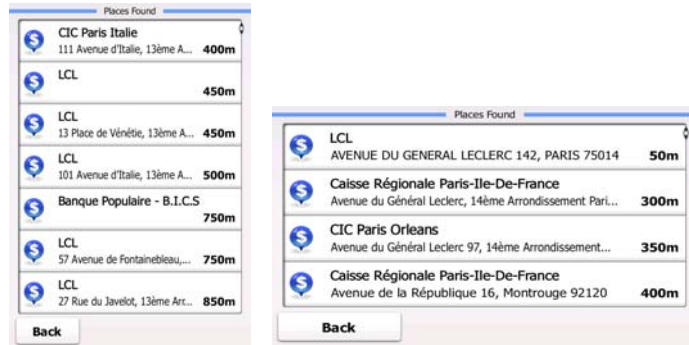 Places Found
CIC Paris Italie
111 Avenue d'Italie, 13ème A... 400m
LCL
450m
LCL
13 Place de Vénétie, 13ème A... 450m
LCL
101 Avenue d'Italie, 13ème A... 500m
Banque Populaire - B.I.C.S
750m
LCL
57 Avenue de Fontainebleau,... 750m
LCL
27 Rue du Javelot, 13ème Arr... 850m
Back
Places Found
LCL
AVENUE DU GENERAL LECLERC 142, PARIS 75014 50m
Caisse Régionale Paris-Ile-De-France
Avenue du Général Leclerc, 14ème Arrondissement Pari... 300m
CIC Paris Orleans
Avenue du Général Leclerc 97, 14ème Arrondissement... 350m
Caisse Régionale Paris-Ile-De-France
Avenue de la République 16, Montrouge 92120 400m
Back